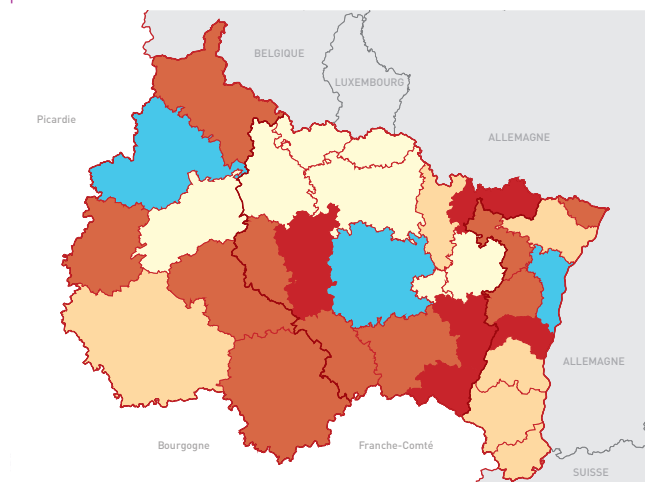 BELGIQUE
LUXEMBOURG
Picardie
ALLEMAGNE
ALLEMAGNE
Bourgogne
Franche-Comté
SUISSE